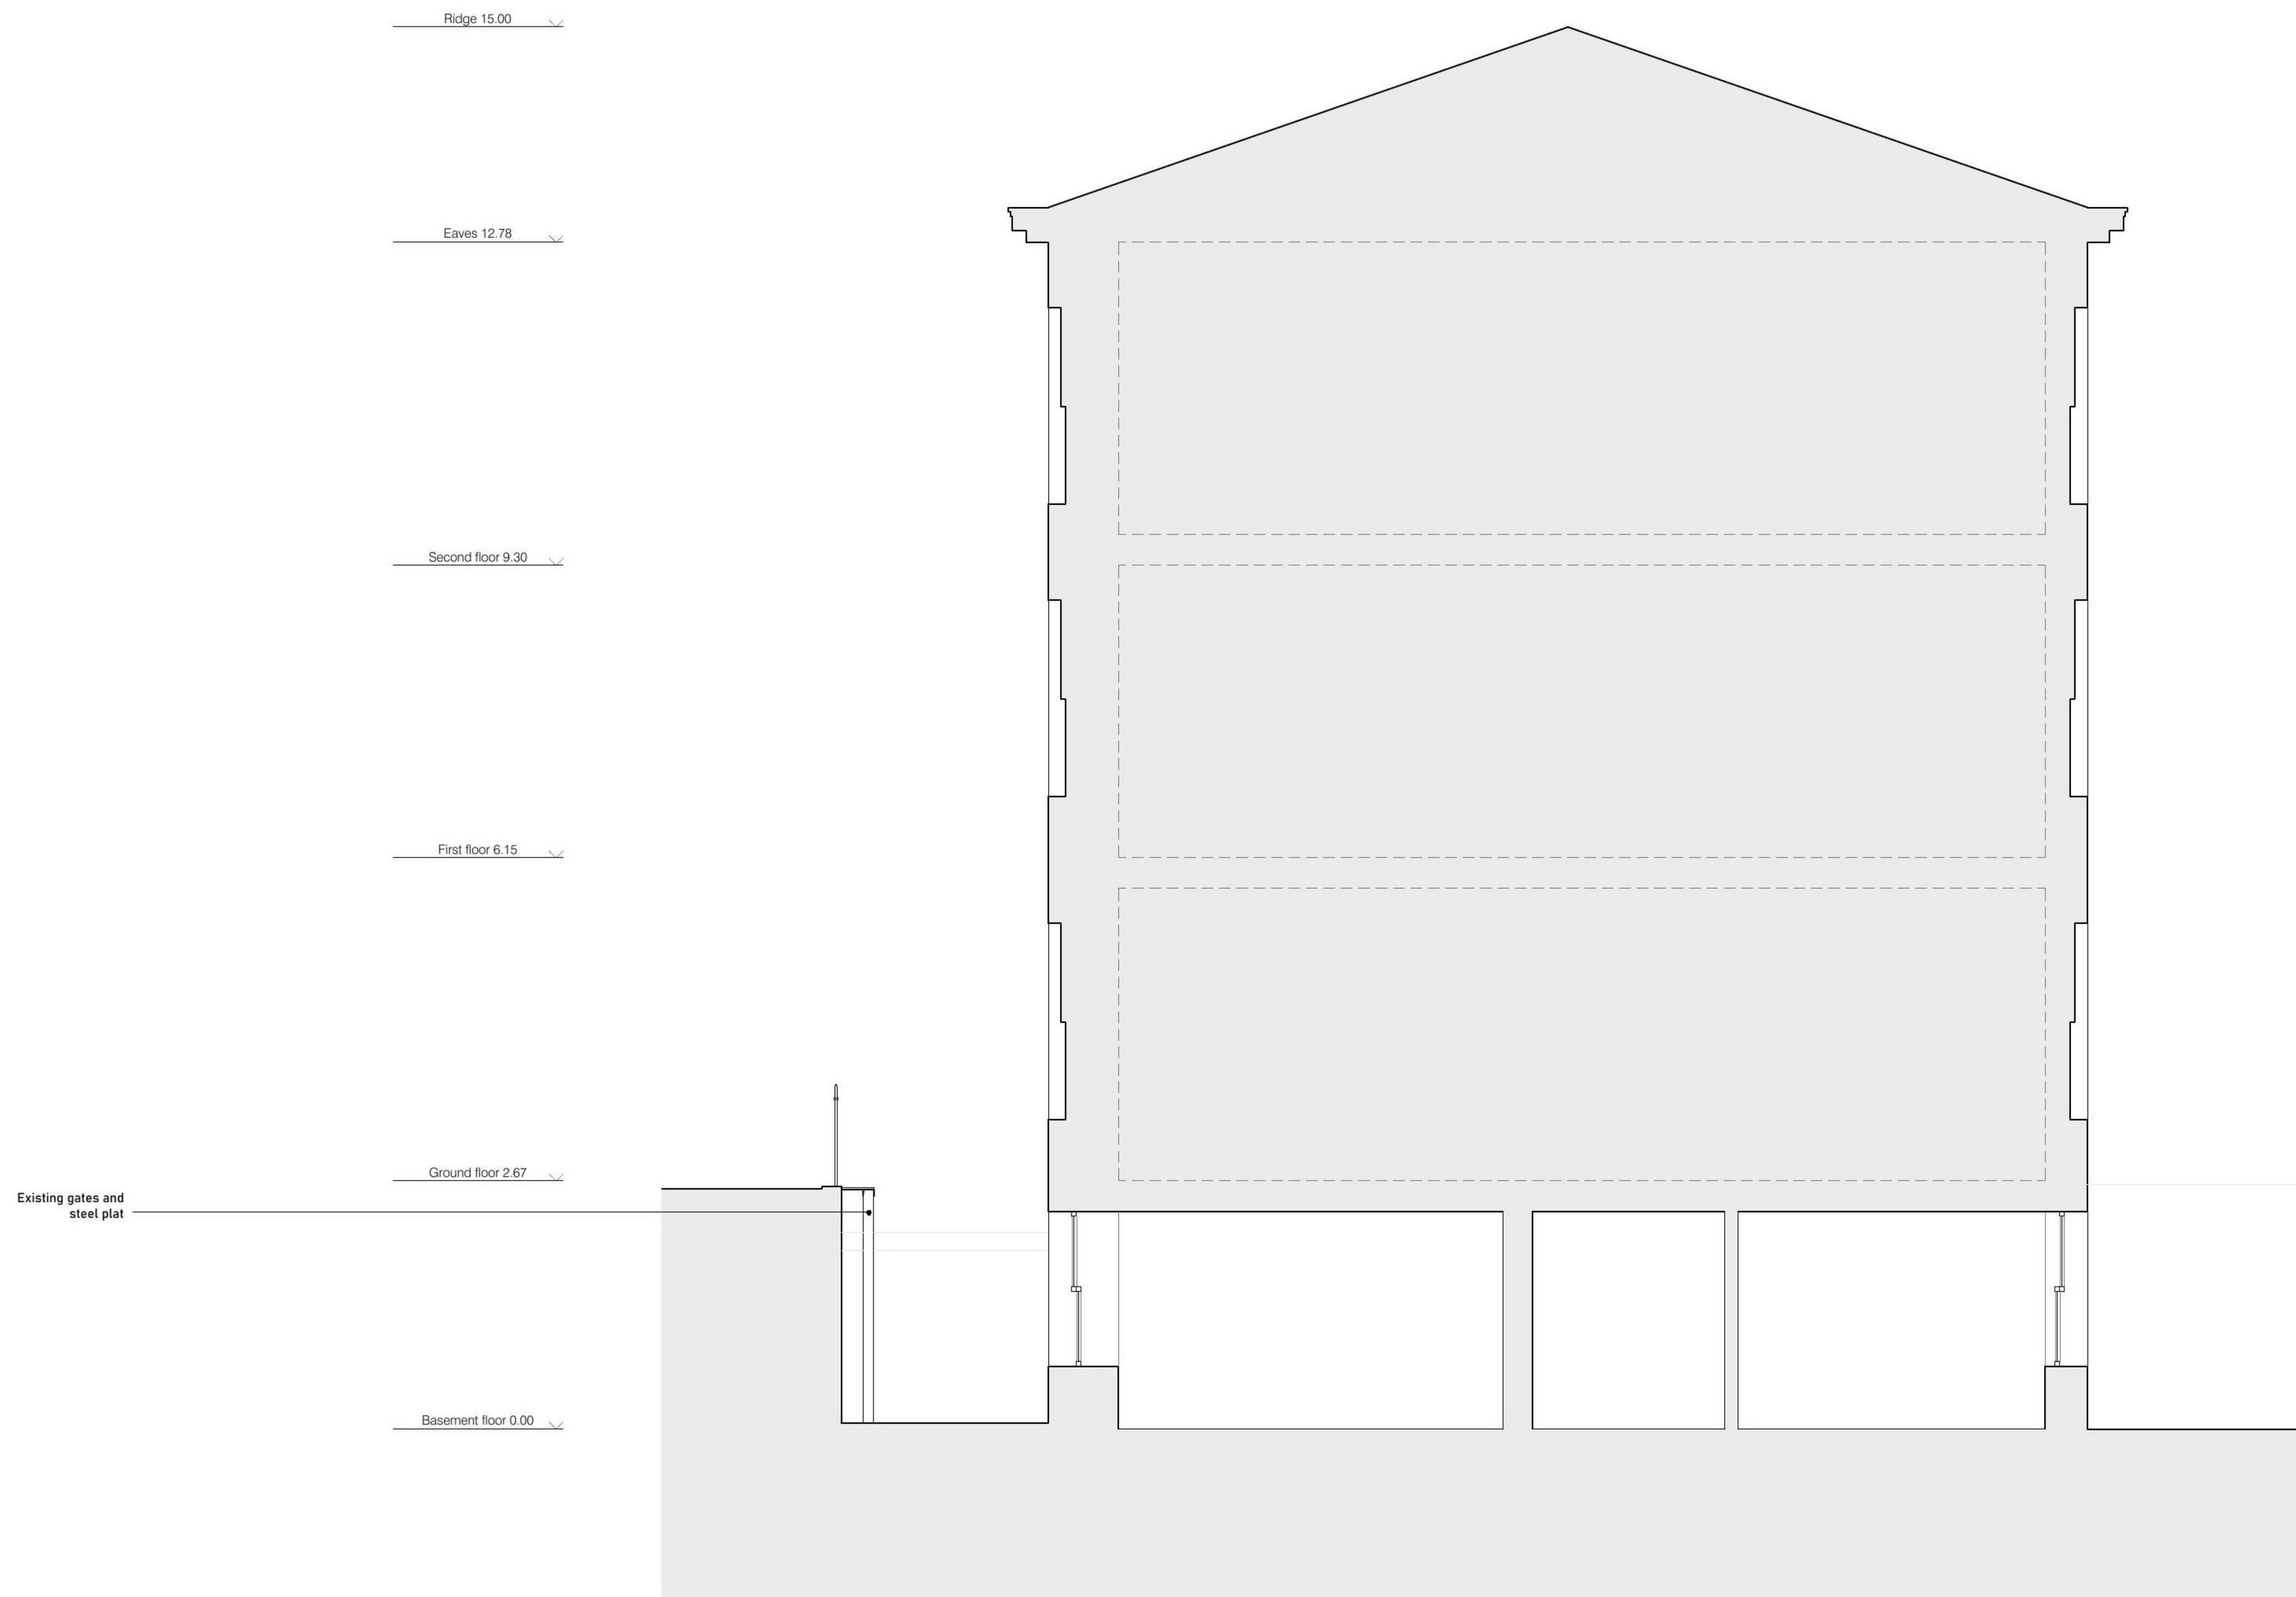 Ridge 15.00
Eaves 12.78
Second floor 9.30
First floor 6.15
Ground floor 2.67
Existing gates and
steel plat
Basement floor 0.00